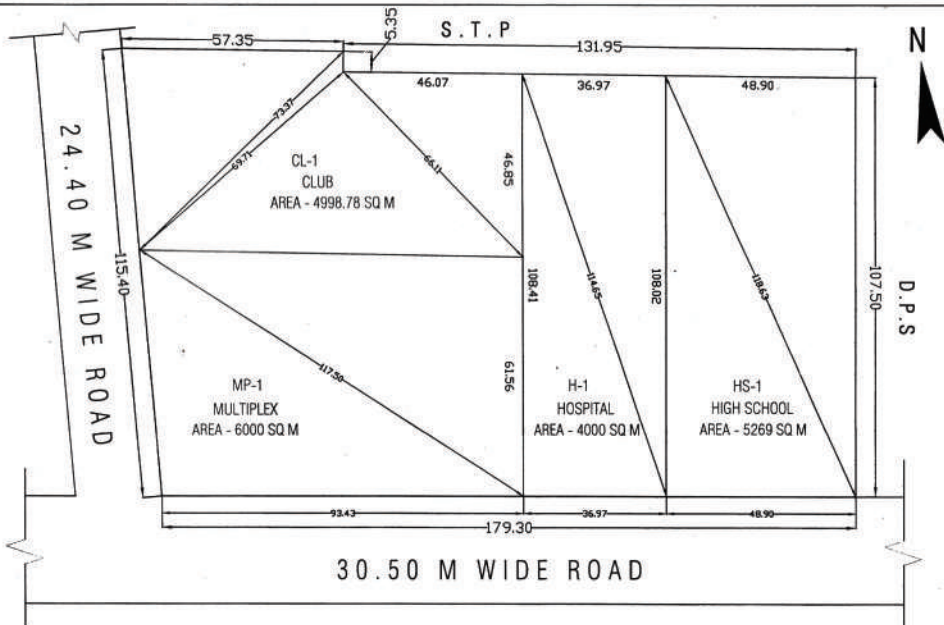 S.T.P
N
57.35
5.35
131.95
46.07
36.97
48.90
73.37
69.71
66.11
46.85
CL-1
CLUB
AREA - 4998.78 SQ M
24.40 M WIDE ROAD
115.40
108.41
114.65
108.02
118.63
107.50
D.P.S
117.50
61.56
MP-1
MULTIPLEX
AREA - 6000 SQ M
H-1
HOSPITAL
AREA - 4000 SQ M
HS-1
HIGH SCHOOL
AREA - 5269 SQ M
93.43
36.97
48.90
179.30
30.50 M WIDE ROAD